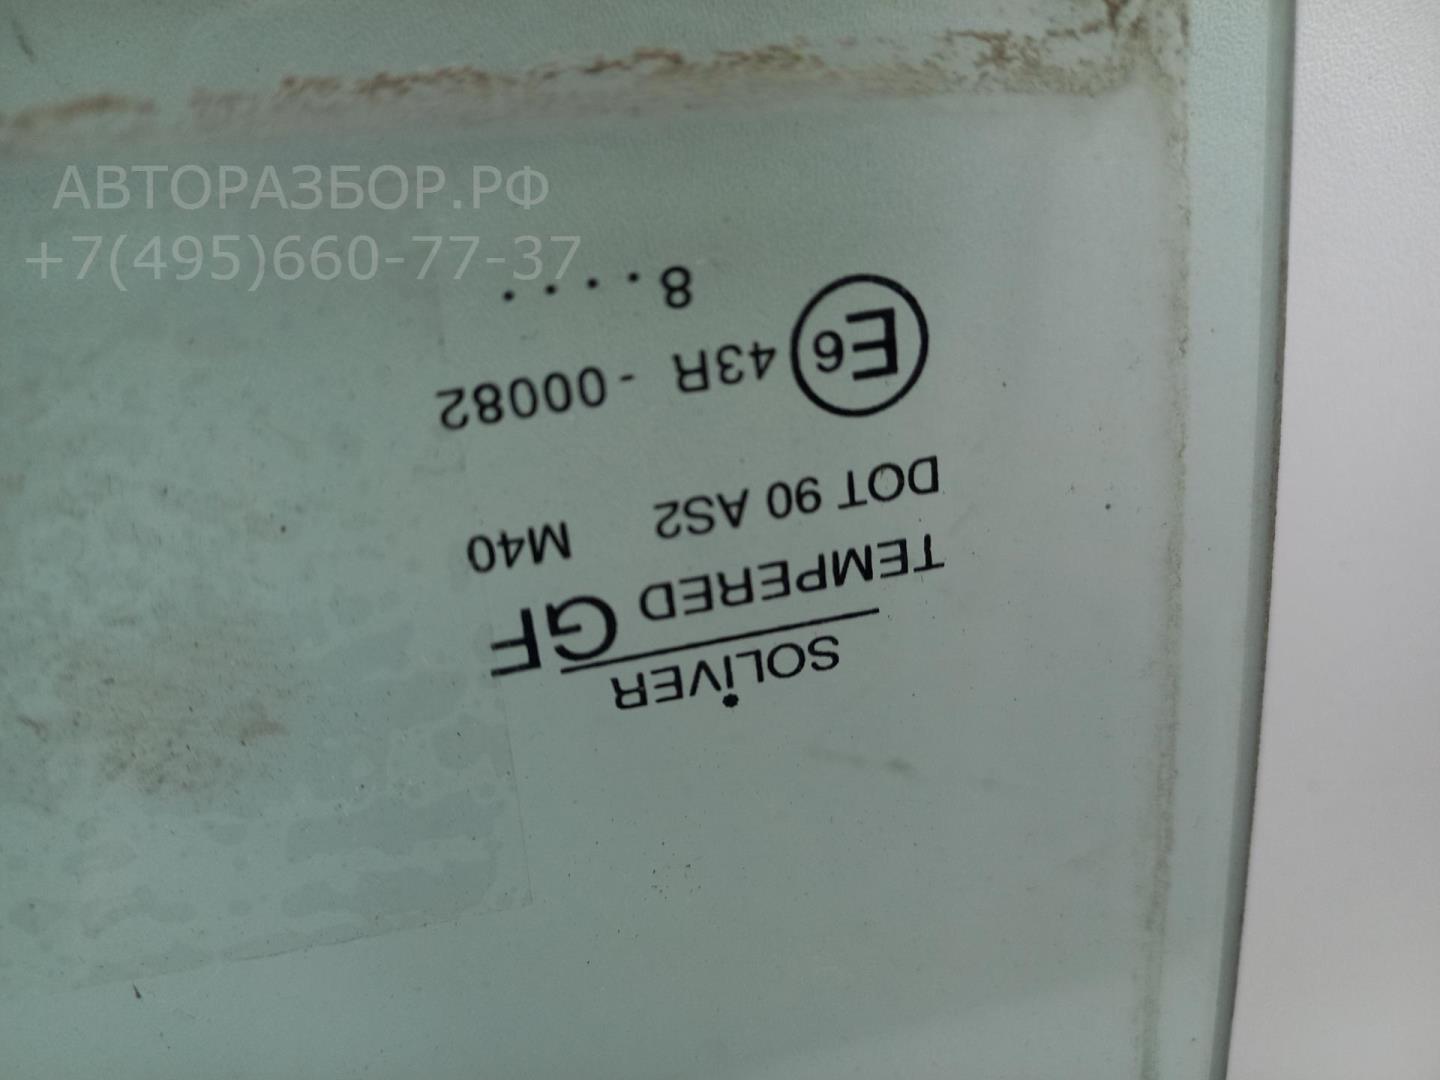 АВТОРАЗБОР.РФ
+7(495)660-77-37
SOLİVER
TEMPERED GF
DOT 90 AS2 M40
E6 43R - 00082
8 . . . .